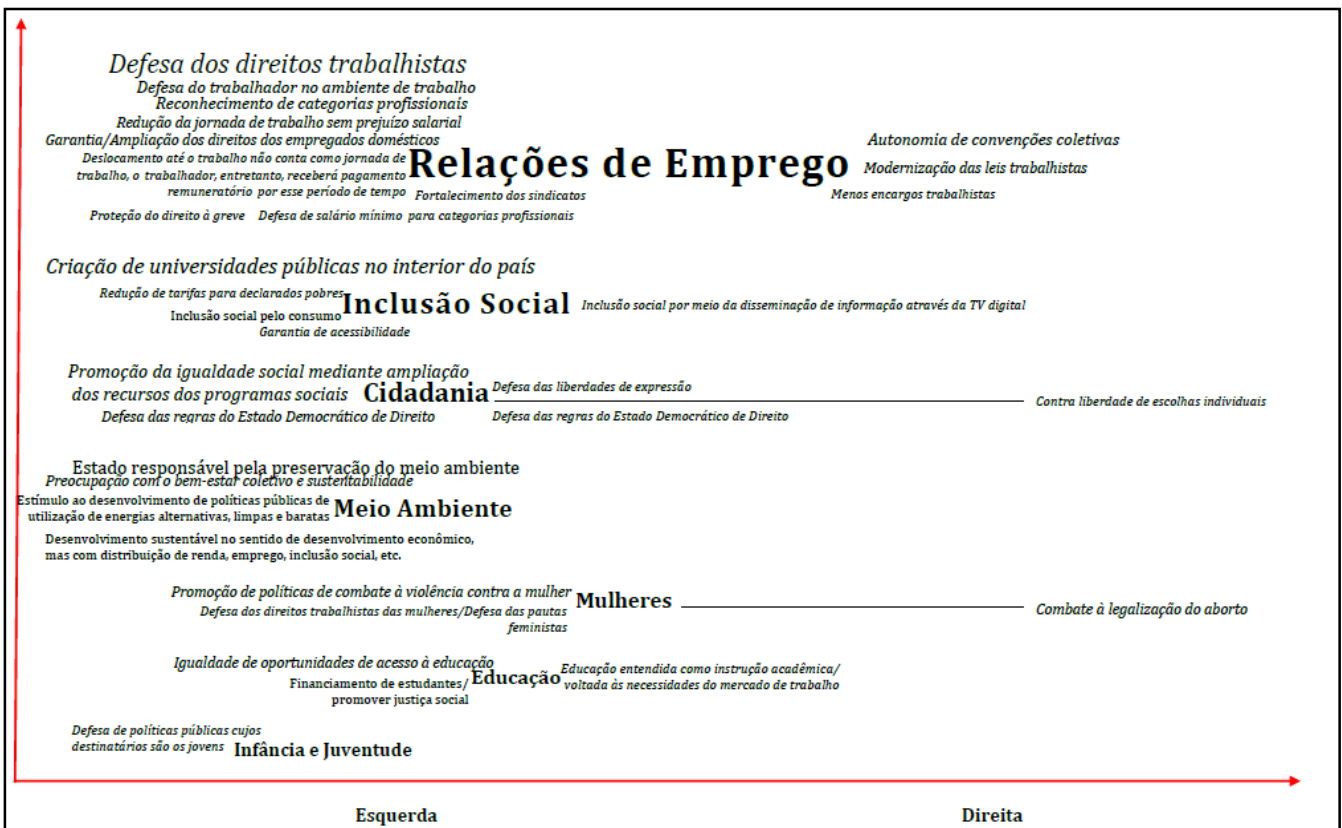 Defesa dos direitos trabalhistas
Defesa do trabalhador no ambiente de trabalho
Reconhecimento de categorias profissionais
Redução da jornada de trabalho sem prejuízo salarial
Garantia/Ampliação dos direitos dos empregados domésticos
Deslocamento até o trabalho não conta como jornada de
trabalho, o trabalhador, entretanto, receberá pagamento
remuneratório por esse período de tempo
Relações de Emprego
Autonomia de convenções coletivas
Modernização das leis trabalhistas
Menos encargos trabalhistas
Fortalecimento dos sindicatos
Proteção do direito à greve
Defesa de salário mínimo para categorias profissionais
Criação de universidades públicas no interior do país
Redução de tarifas para declarados pobres
Inclusão social pelo consumo
Inclusão Social
Inclusão social por meio da disseminação de informação através da TV digital
Garantia de acessibilidade
Promoção da igualdade social mediante ampliação
dos recursos dos programas sociais
Cidadania
Defesa das liberdades de expressão
Contra liberdade de escolhas individuais
Defesa das regras do Estado Democrático de Direito
Defesa das regras do Estado Democrático de Direito
Estado responsável pela preservação do meio ambiente
Preocupação com o bem-estar coletivo e sustentabilidade
Estímulo ao desenvolvimento de políticas públicas de
utilização de energias alternativas, limpas e baratas
Meio Ambiente
Desenvolvimento sustentável no sentido de desenvolvimento econômico,
mas com distribuição de renda, emprego, inclusão social, etc.
Promoção de políticas de combate à violência contra a mulher
Mulheres
Combate à legalização do aborto
Defesa dos direitos trabalhistas das mulheres/Defesa das pautas
feministas
Igualdade de oportunidades de acesso à educação
Financiamento de estudantes/
promover justiça social
Educação
Educação entendida como instrução acadêmica/
voltada às necessidades do mercado de trabalho
Defesa de políticas públicas cujos
destinatários são os jovens
Infância e Juventude
Esquerda
Direita